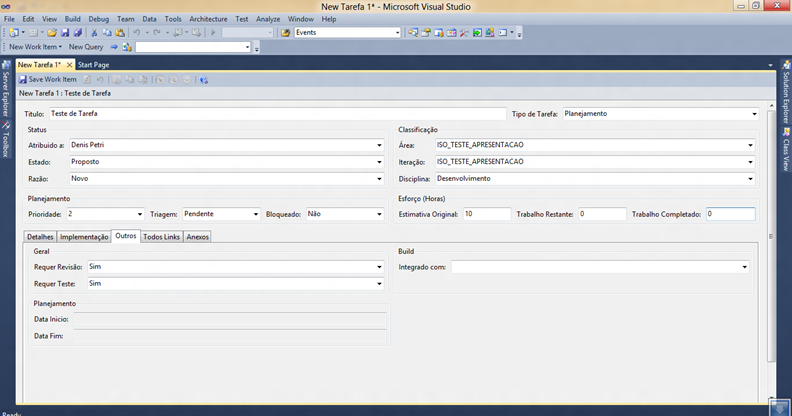 New Tarefa 1* - Microsoft Visual Studio
File Edit View Build Debug Team Data Tools Architecture Test Analyze Window Help
Events
New Work Item New Query
New Tarefa 1* Start Page
Save Work Item
New Tarefa 1 : Teste de Tarefa
Server Explorer
Toolbox
Solution Explorer
Class View
Título: Teste de Tarefa Tipo de Tarefa: Planejamento
Status Classificação
Atribuído a: Denis Petri Área: ISO_TESTE_APRESENTACAO
Estado: Proposto Iteração: ISO_TESTE_APRESENTACAO
Razão: Novo Disciplina: Desenvolvimento
Planejamento Esforço (Horas)
Prioridade: 2 Triagem: Pendente Bloqueado: Não Estimativa Original: 10 Trabalho Restante: 0 Trabalho Completado: 0
Detalhes Implementação Outros Todos Links Anexos
Geral Build
Requer Revisão: Sim Integrado com:
Requer Teste: Sim
Planejamento
Data Inicio:
Data Fim:
Ready